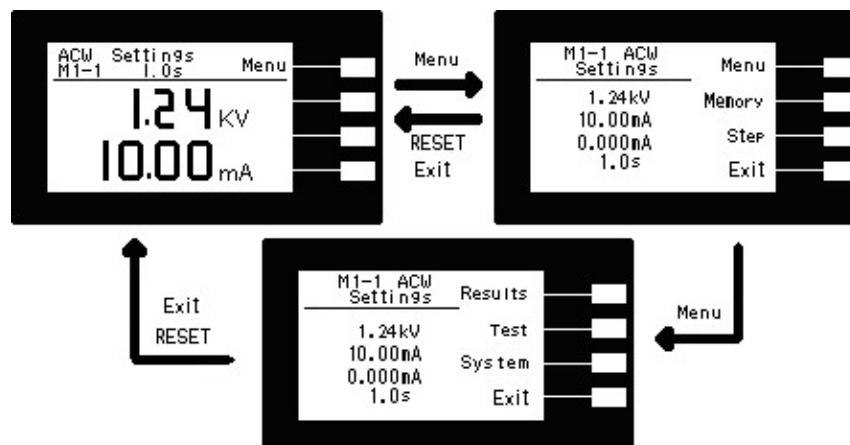 ACW Settings
M1-1 1.0s
Menu
1.24 KV
10.00 mA
Menu
RESET
Exit
M1-1 ACW
Settings
1.24kV
10.00mA
0.000mA
1.0s
Menu
Memory
Step
Exit
Exit
RESET
M1-1 ACW
Settings
1.24kV
10.00mA
0.000mA
1.0s
Results
Test
System
Exit
Menu